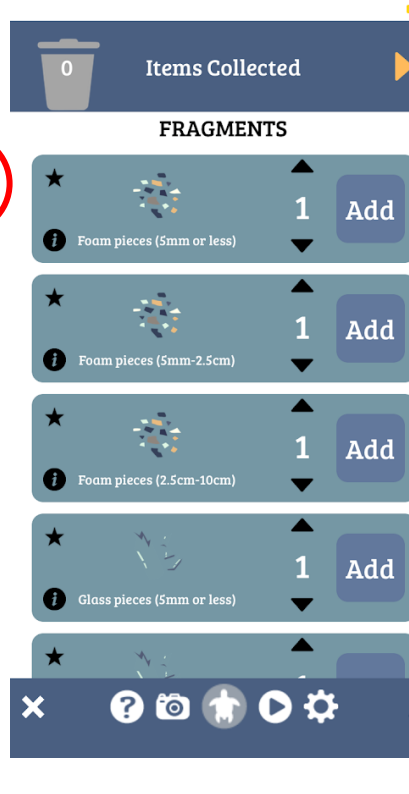 0
Items Collected
FRAGMENTS
1
Add
i
Foam pieces (5mm or less)
1
Add
i
Foam pieces (5mm-2.5cm)
1
Add
i
Foam pieces (2.5cm-10cm)
1
Add
i
Glass pieces (5mm or less)
?